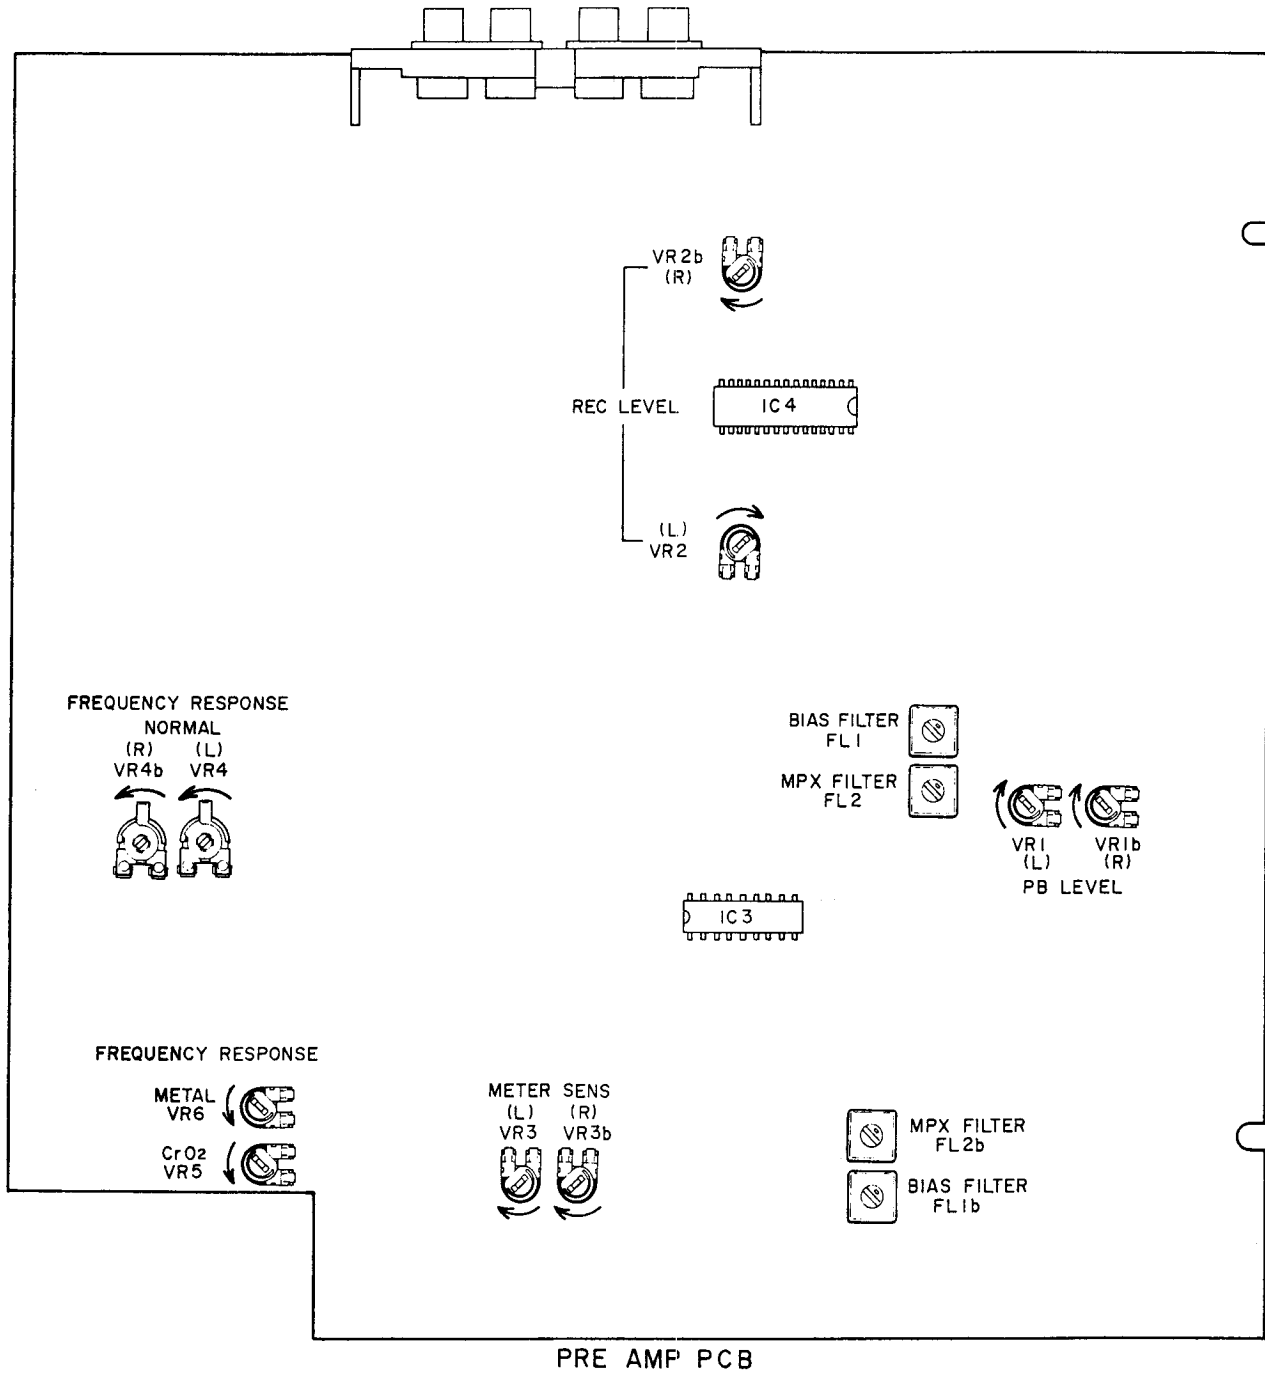 VR2b
(R)
REC LEVEL
IC4
(L)
VR2
FREQUENCY RESPONSE
NORMAL
(R) (L)
VR4b VR4
BIAS FILTER
FL1
MPX FILTER
FL2
VR1 VR1b
(L) (R)
PB LEVEL
IC3
FREQUENCY RESPONSE
METAL
VR6
CrO2
VR5
METER SENS
(L) (R)
VR3 VR3b
MPX FILTER
FL2b
BIAS FILTER
FL1b
PRE AMP PCB